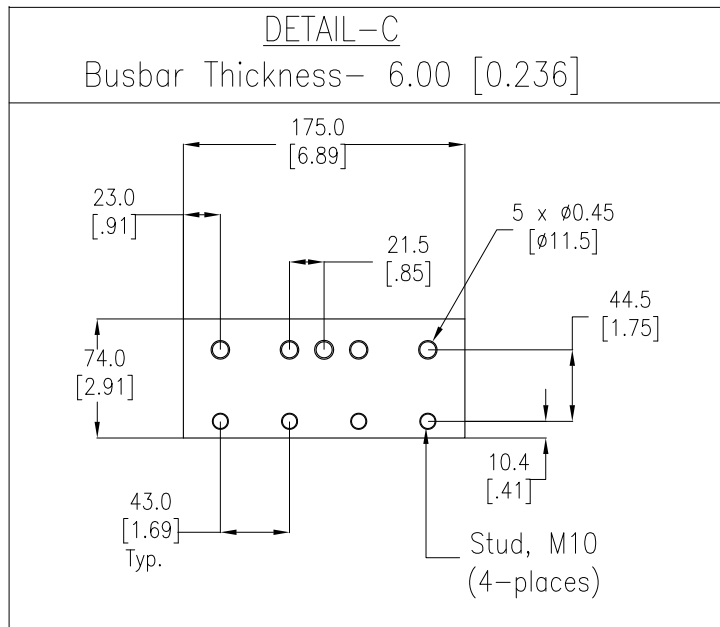 DETAIL-C
Busbar Thickness- 6.00 [0.236]
175.0
[6.89]
23.0
[.91]
21.5
[.85]
5 x ø0.45
[ø11.5]
44.5
[1.75]
74.0
[2.91]
10.4
[.41]
43.0
[1.69]
Typ.
Stud, M10
(4-places)